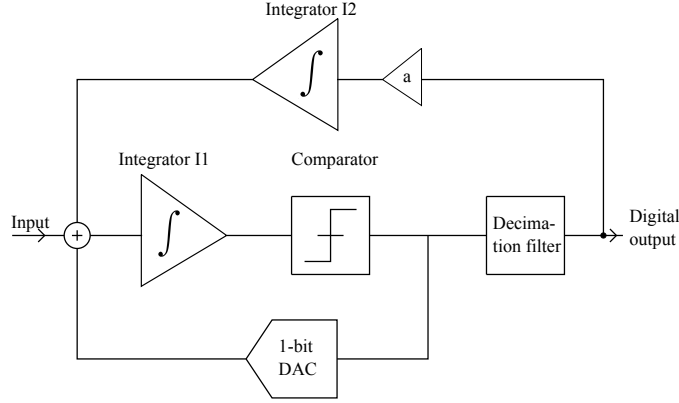 Integrator I2
a
Integrator I1
Comparator
Input
+
Decima-
tion filter
Digital
output
1-bit
DAC